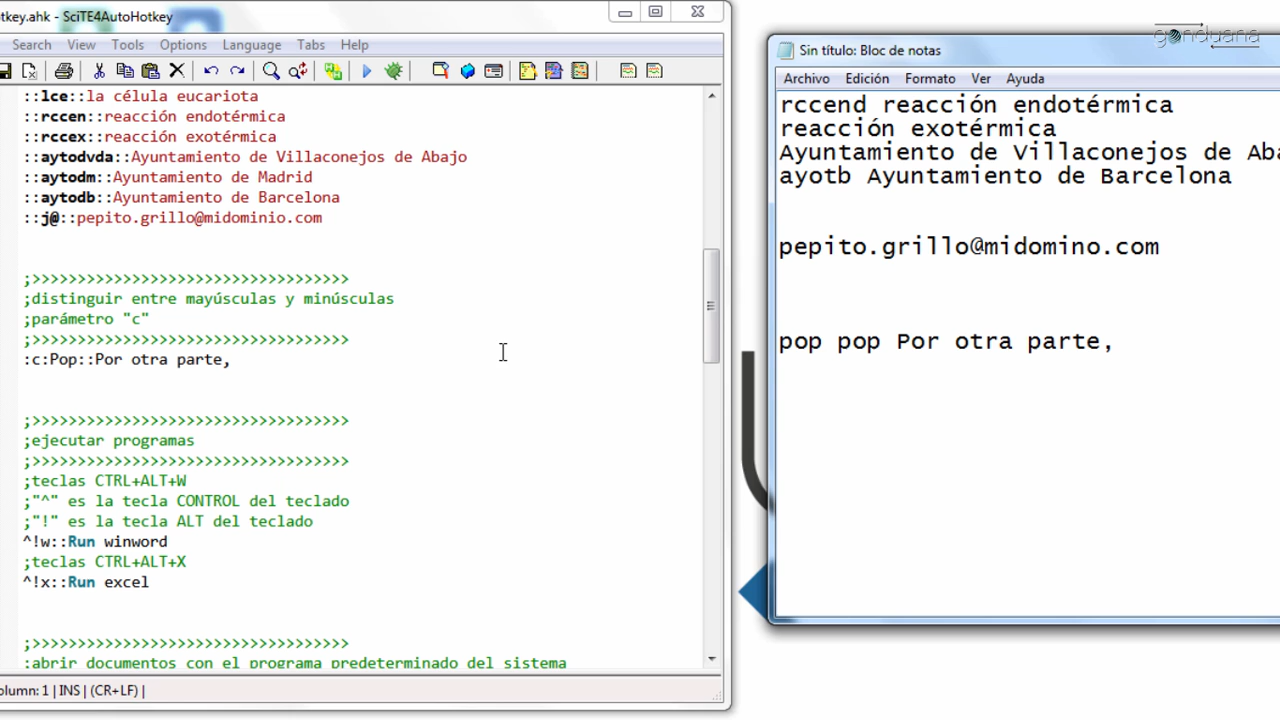 tkey.ahk - SciTE4AutoHotkey
Search View Tools Options Language Tabs Help
::lce::la célula eucariota
::rccen::reacción endotérmica
::rccex::reacción exotérmica
::aytodvda::Ayuntamiento de Villaconejos de Abajo
::aytodm::Ayuntamiento de Madrid
::aytodb::Ayuntamiento de Barcelona
::j@::pepito.grillo@midominio.com
;>>>>>>>>>>>>>>>>>>>>>>>>>>>>>>>>>>>
;distinguir entre mayúsculas y minúsculas
;parámetro "c"
;>>>>>>>>>>>>>>>>>>>>>>>>>>>>>>>>>>>
:c:Pop::Por otra parte,
;>>>>>>>>>>>>>>>>>>>>>>>>>>>>>>>>>>>
;ejecutar programas
;>>>>>>>>>>>>>>>>>>>>>>>>>>>>>>>>>>>
;teclas CTRL+ALT+W
;"^" es la tecla CONTROL del teclado
;"!" es la tecla ALT del teclado
^!w::Run winword
;teclas CTRL+ALT+X
^!x::Run excel
;>>>>>>>>>>>>>>>>>>>>>>>>>>>>>>>>>>>
;abrir documentos con el programa predeterminado del sistema
olumn: 1 | INS | (CR+LF) |
gonduana
Sin título: Bloc de notas
Archivo Edición Formato Ver Ayuda
rccend reacción endotérmica
reacción exotérmica
Ayuntamiento de Villaconejos de Aba
ayotb Ayuntamiento de Barcelona
pepito.grillo@midomino.com
pop pop Por otra parte,